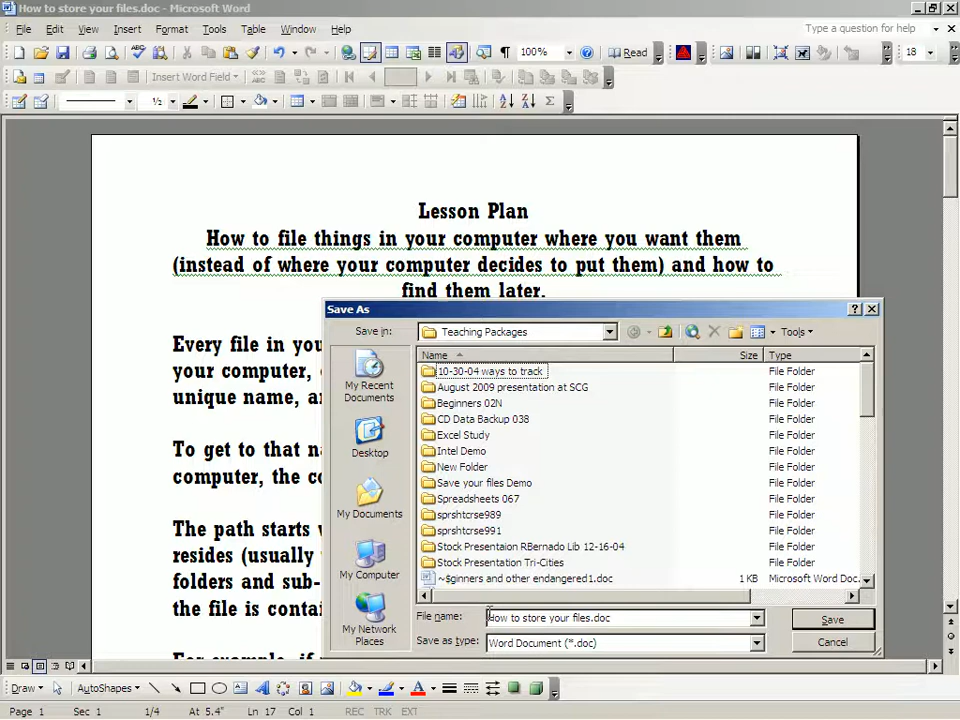 How to store your files.doc - Microsoft Word
File Edit View Insert Format Tools Table Window Help Type a question for help
100% Read 18
Insert Word Field
½
Lesson Plan
How to file things in your computer where you want them
(instead of where your computer decides to put them) and how to
find them later.
Every file in you
your computer,
unique name, a
To get to that na
computer, the co
The path starts
resides (usually
folders and sub-
the file is contai
For example, if
Save As
Save in: Teaching Packages Tools
My Recent Documents
Desktop
My Documents
My Computer
My Network Places
Name Size Type
10-30-04 ways to track File Folder
August 2009 presentation at SCG File Folder
Beginners 02N File Folder
CD Data Backup 038 File Folder
Excel Study File Folder
Intel Demo File Folder
New Folder File Folder
Save your files Demo File Folder
Spreadsheets 067 File Folder
sprshtcrse989 File Folder
sprshtcrse991 File Folder
Stock Presentaion RBernado Lib 12-16-04 File Folder
Stock Presentation Tri-Cities File Folder
~$ginners and other endangered1.doc 1 KB Microsoft Word Doc.
File name: How to store your files.doc Save
Save as type: Word Document (*.doc) Cancel
Draw AutoShapes
Page 1 Sec 1 1/4 At 5.4" Ln 17 Col 1 REC TRK EXT